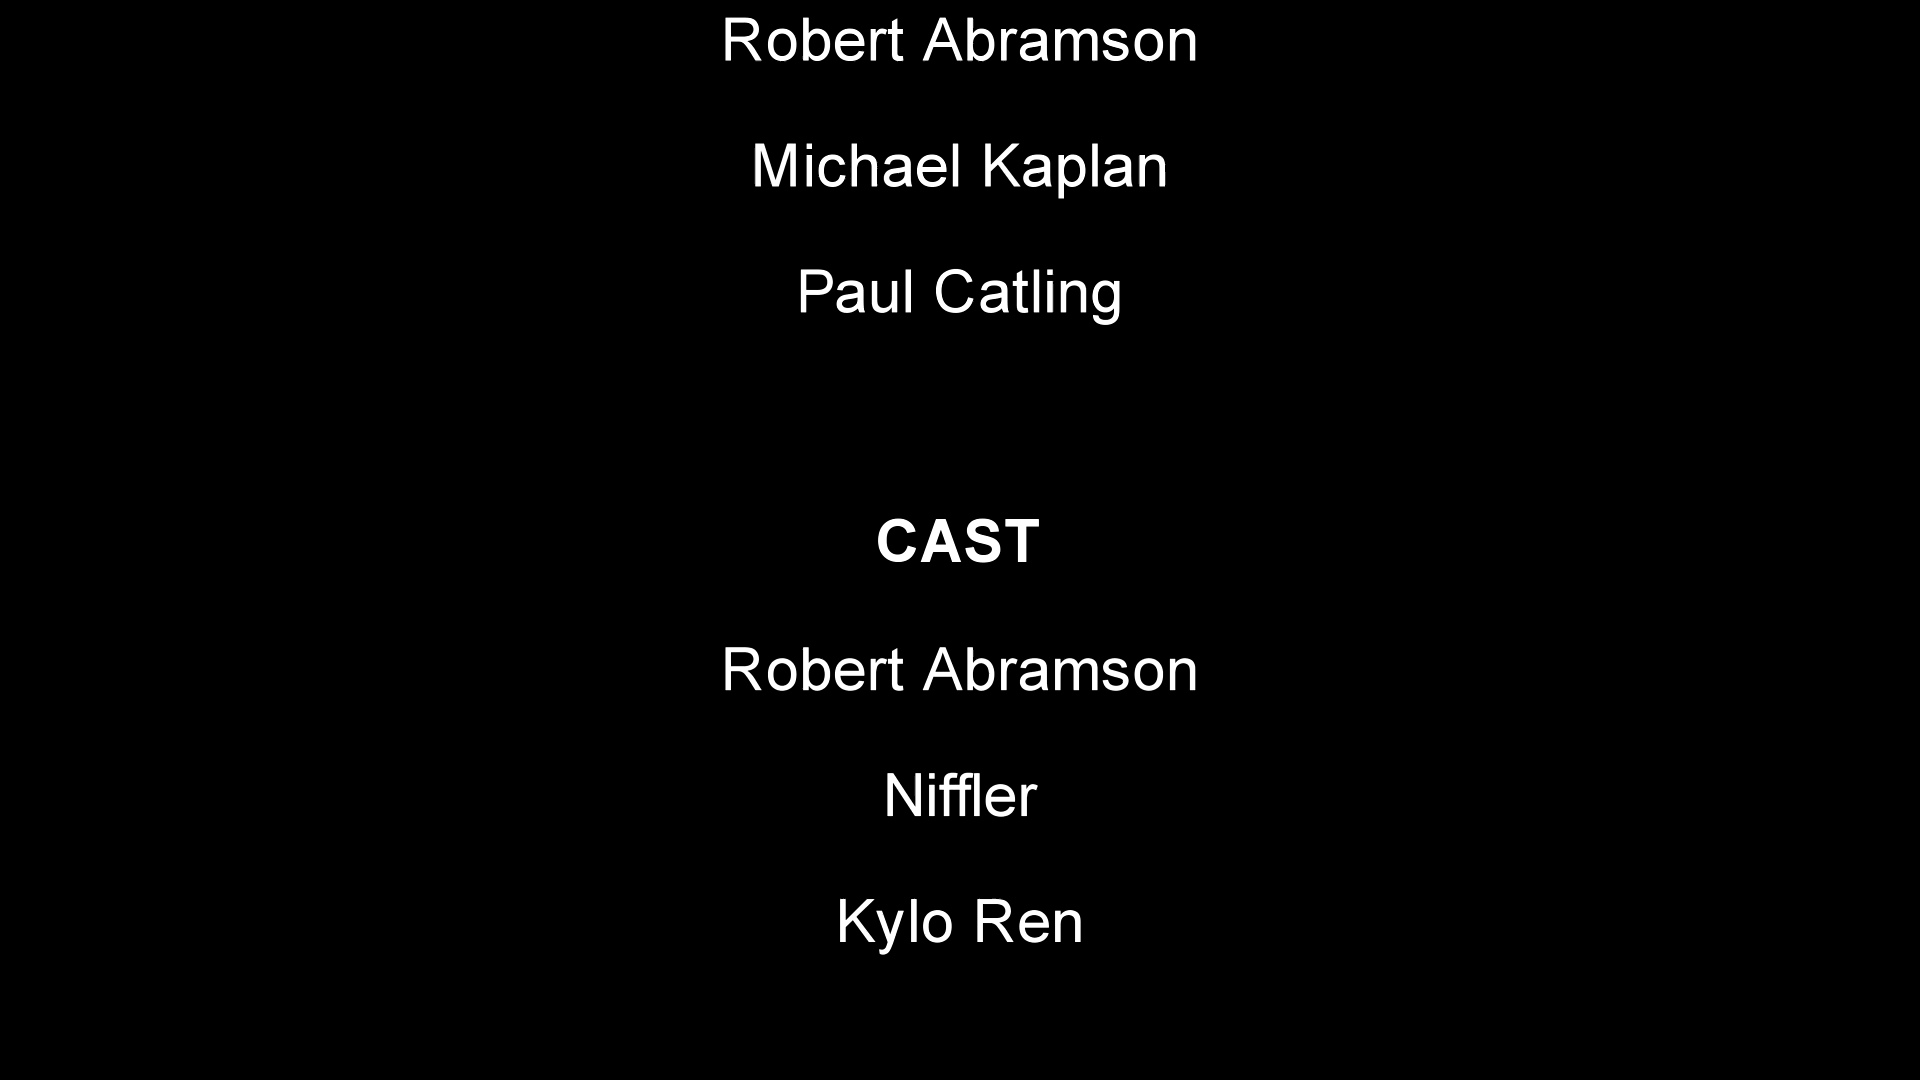 Robert Abramson
Michael Kaplan
Paul Catling
CAST
Robert Abramson
Niffler
Kylo Ren